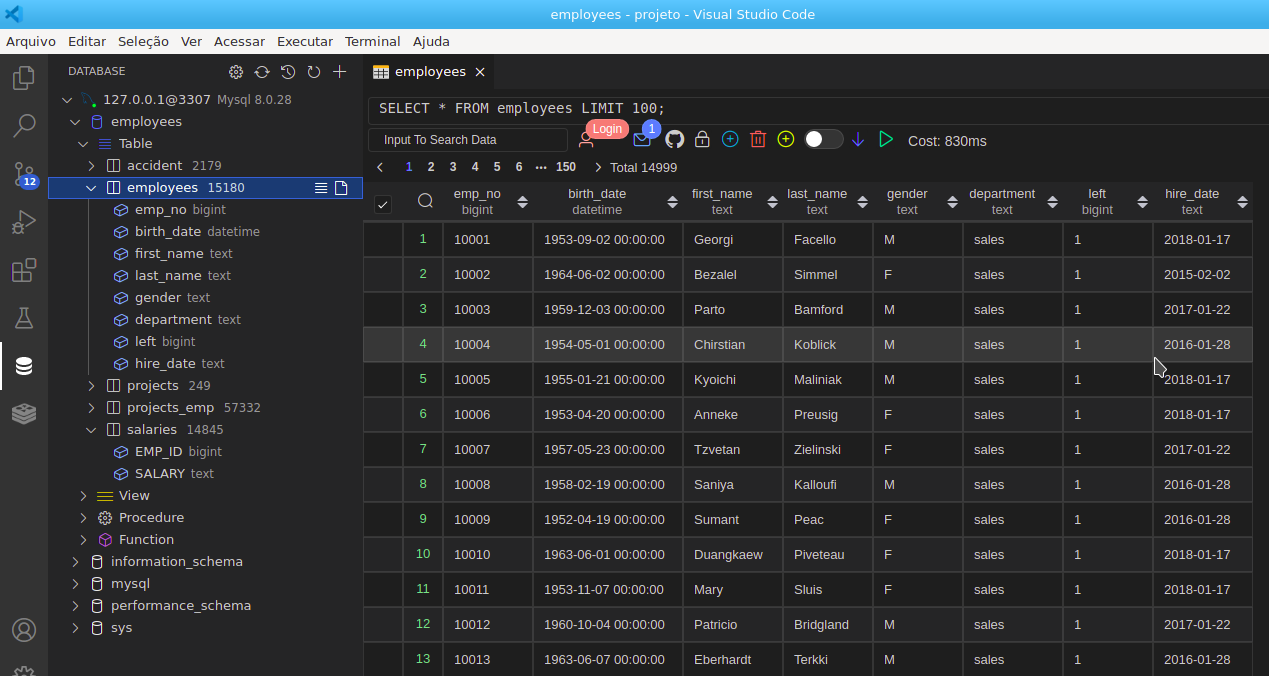 employees - projeto - Visual Studio Code
Arquivo Editar Seleção Ver Acessar Executar Terminal Ajuda
DATABASE
12
127.0.0.1@3307 Mysql 8.0.28
employees
Table
accident 2179
employees 15180
emp_no bigint
birth_date datetime
first_name text
last_name text
gender text
department text
left bigint
hire_date text
projects 249
projects_emp 57332
salaries 14845
EMP_ID bigint
SALARY text
View
Procedure
Function
information_schema
mysql
performance_schema
sys
employees
SELECT * FROM employees LIMIT 100;
Input To Search Data Login 1 Cost: 830ms
1 2 3 4 5 6 ··· 150 Total 14999
emp_no birth_date first_name last_name gender department left hire_date
bigint datetime text text text text bigint text
1 10001 1953-09-02 00:00:00 Georgi Facello M sales 1 2018-01-17
2 10002 1964-06-02 00:00:00 Bezalel Simmel F sales 1 2015-02-02
3 10003 1959-12-03 00:00:00 Parto Bamford M sales 1 2017-01-22
4 10004 1954-05-01 00:00:00 Chirstian Koblick M sales 1 2016-01-28
5 10005 1955-01-21 00:00:00 Kyoichi Maliniak M sales 1 2018-01-17
6 10006 1953-04-20 00:00:00 Anneke Preusig F sales 1 2018-01-17
7 10007 1957-05-23 00:00:00 Tzvetan Zielinski F sales 1 2017-01-22
8 10008 1958-02-19 00:00:00 Saniya Kalloufi M sales 1 2016-01-28
9 10009 1952-04-19 00:00:00 Sumant Peac F sales 1 2016-01-28
10 10010 1963-06-01 00:00:00 Duangkaew Piveteau F sales 1 2018-01-17
11 10011 1953-11-07 00:00:00 Mary Sluis F sales 1 2018-01-17
12 10012 1960-10-04 00:00:00 Patricio Bridgland M sales 1 2017-01-22
13 10013 1963-06-07 00:00:00 Eberhardt Terkki M sales 1 2016-01-28